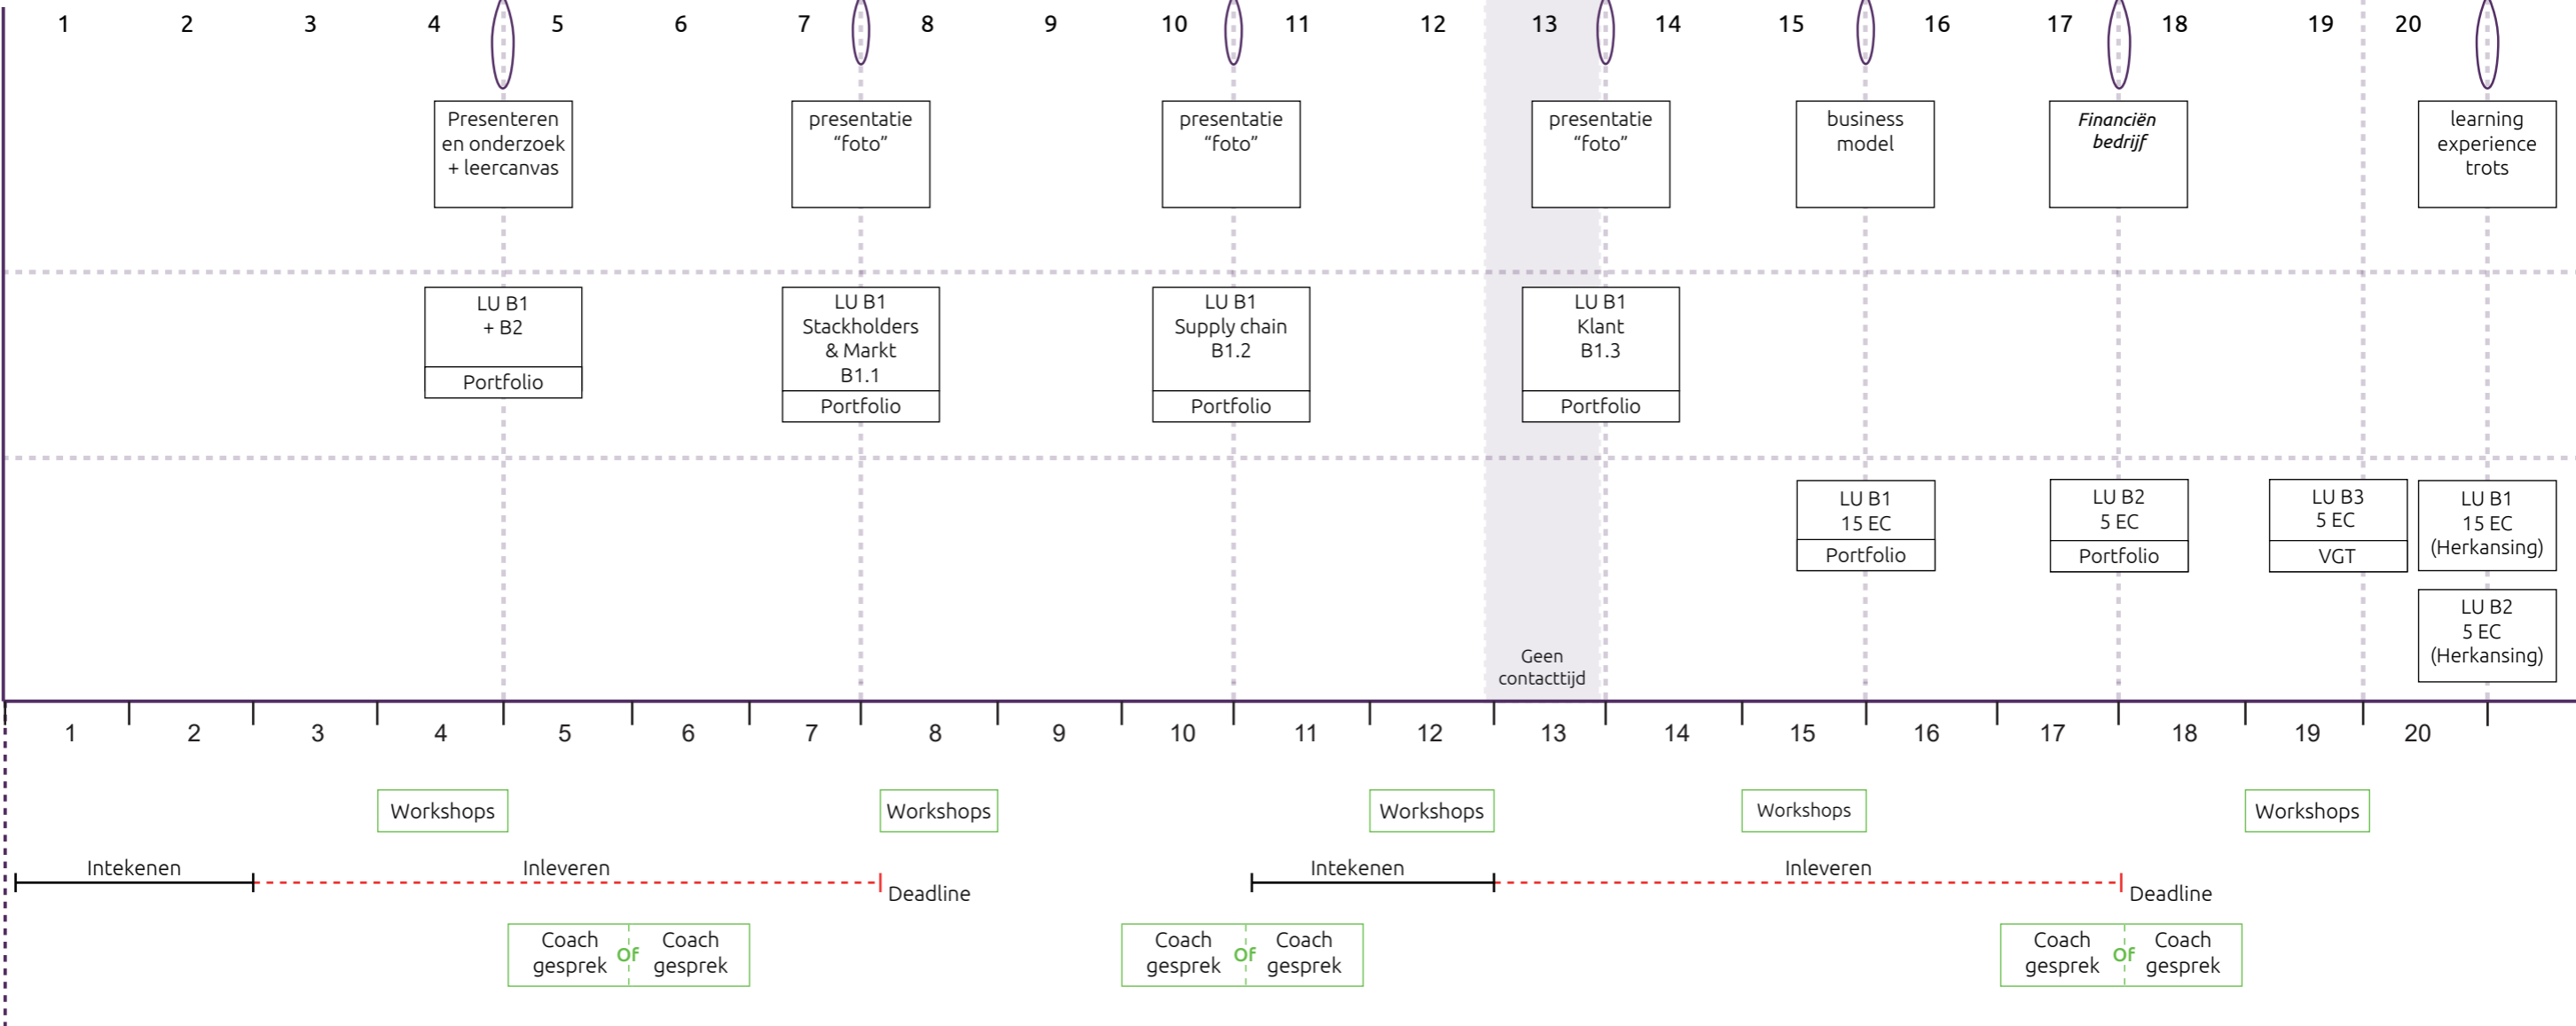 1 2 3 4 5 6 7 8 9 10 11 12 13 14 15 16 17 18 19 20
Presenteren
en onderzoek
+ leercanvas
presentatie
“foto”
presentatie
“foto”
presentatie
“foto”
business
model
Financiën
bedrijf
learning
experience
trots
LU B1
+ B2
Portfolio
LU B1
Stackholders
& Markt
B1.1
Portfolio
LU B1
Supply chain
B1.2
Portfolio
LU B1
Klant
B1.3
Portfolio
LU B1
15 EC
Portfolio
LU B2
5 EC
Portfolio
LU B3
5 EC
VGT
LU B1
15 EC
(Herkansing)
LU B2
5 EC
(Herkansing)
Geen
contacttijd
1 2 3 4 5 6 7 8 9 10 11 12 13 14 15 16 17 18 19 20
Workshops
Workshops
Workshops
Workshops
Workshops
Intekenen
Inleveren
Deadline
Intekenen
Inleveren
Deadline
Coach
gesprek
Of
Coach
gesprek
Coach
gesprek
Of
Coach
gesprek
Coach
gesprek
Of
Coach
gesprek